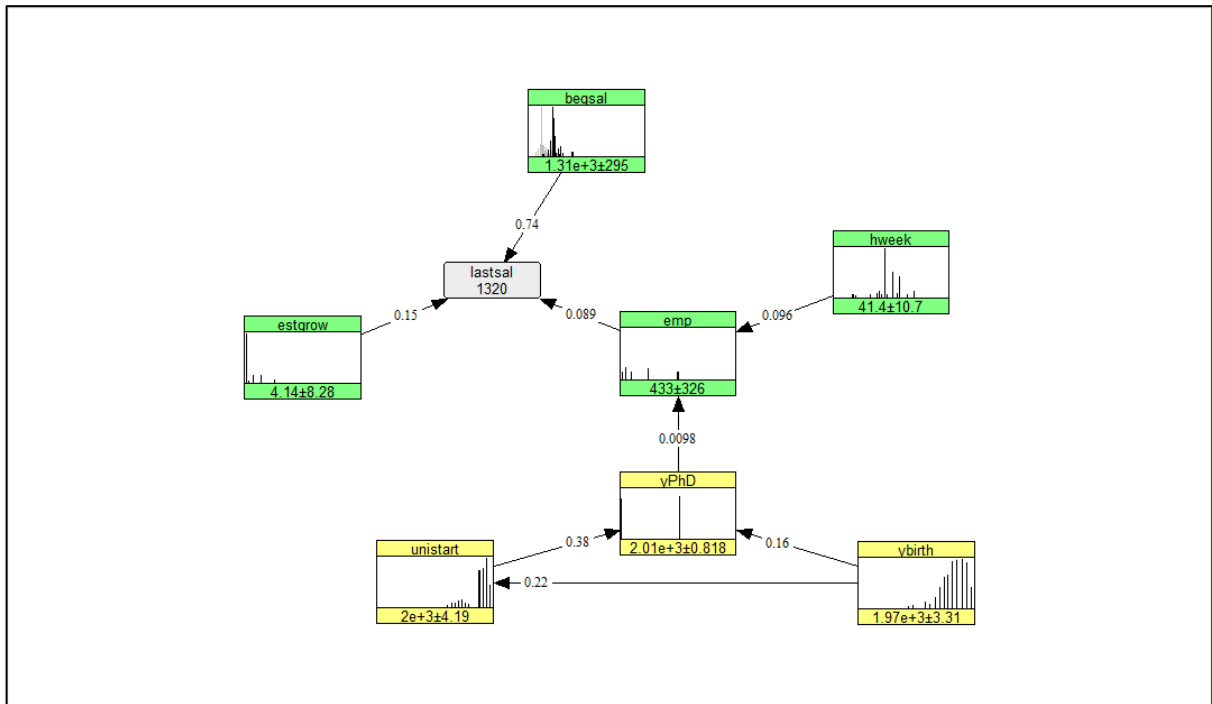 begsal
1.31e+3±295
0.74
hweek
41.4±10.7
lastsal
1320
0.15
0.089
0.096
estgrow
4.14±8.28
emp
433±326
0.0098
yPhD
2.01e+3±0.818
0.38
0.16
unistart
2e+3±4.19
0.22
ybirth
1.97e+3±3.31